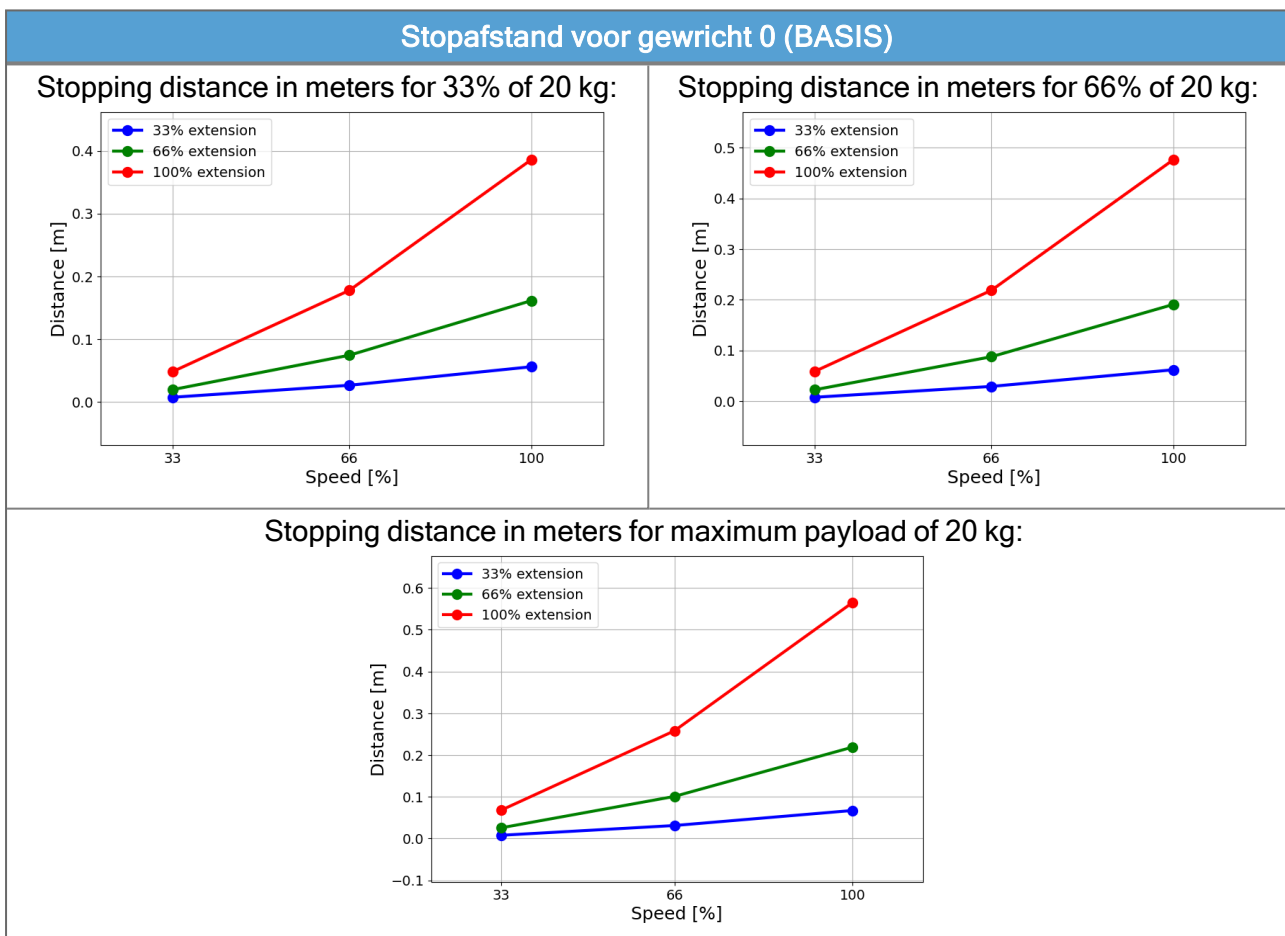 Stopafstand voor gewricht 0 (BASIS)
Stopping distance in meters for 33% of 20 kg:
33% extension
66% extension
100% extension
0.4
0.3
0.2
0.1
0.0
Distance [m]
33
66
100
Speed [%]
Stopping distance in meters for 66% of 20 kg:
33% extension
66% extension
100% extension
0.5
0.4
0.3
0.2
0.1
0.0
Distance [m]
33
66
100
Speed [%]
Stopping distance in meters for maximum payload of 20 kg:
33% extension
66% extension
100% extension
0.6
0.5
0.4
0.3
0.2
0.1
0.0
−0.1
Distance [m]
33
66
100
Speed [%]